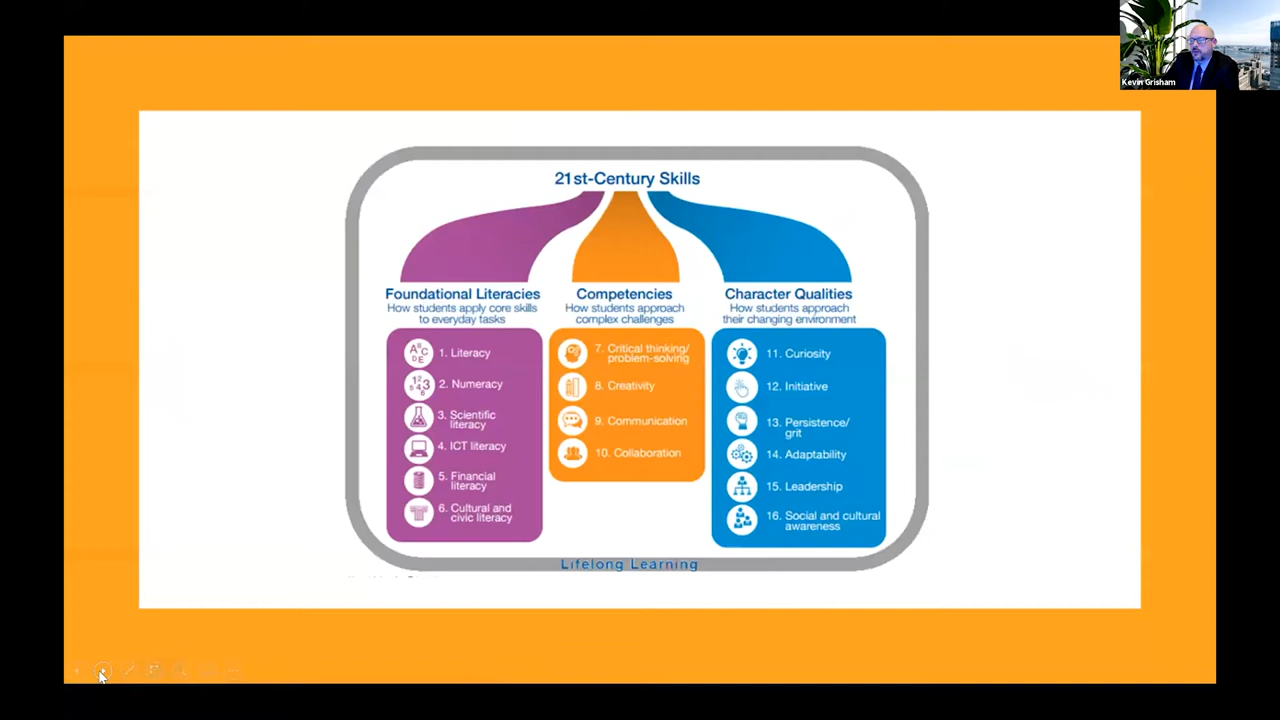 Kevin Grisham
21st-Century Skills
Foundational Literacies
How students apply core skills
to everyday tasks
1. Literacy
2. Numeracy
3. Scientific
literacy
4. ICT literacy
5. Financial
literacy
6. Cultural and
civic literacy
Competencies
How students approach
complex challenges
7. Critical thinking/
problem-solving
8. Creativity
9. Communication
10. Collaboration
Character Qualities
How students approach
their changing environment
11. Curiosity
12. Initiative
13. Persistence/
grit
14. Adaptability
15. Leadership
16. Social and cultural
awareness
Lifelong Learning